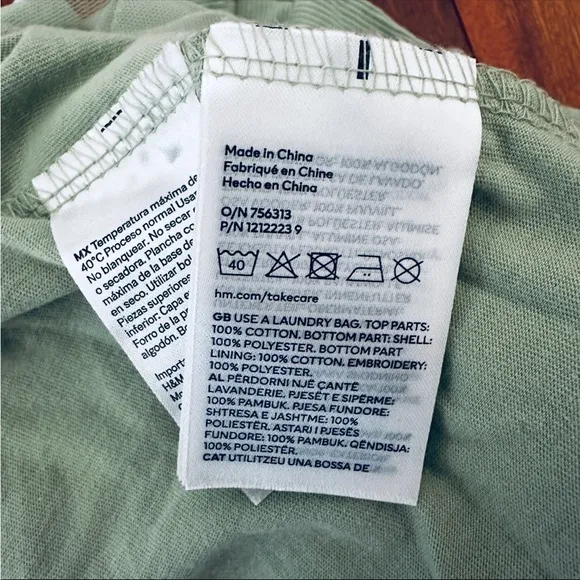 Made in China
Fabriqué en Chine
Hecho en China
O/N 756313
P/N 1212223 9
40
hm.com/takecare
GB USE A LAUNDRY BAG. TOP PARTS:
100% COTTON. BOTTOM PART: SHELL:
100% POLYESTER. BOTTOM PART
LINING: 100% COTTON. EMBROIDERY:
100% POLYESTER.
AL PËRDORNI NJË ÇANTË
LAVANDERIE, PJESËT E SIPËRME:
100% PAMBUK. PJESA FUNDORE:
SHTRESA E JASHTME: 100%
POLIESTËR. ASTARI I PJESËS
FUNDORE: 100% PAMBUK. QËNDISJA:
100% POLIESTËR.
CAT UTILITZEU UNA BOSSA DE
MX Temperatura máxima de
40°C Proceso normal Usar
No blanquear. No secar
o secadora. Plancha
máxima de la base
en seco. Utilizar
Piezas superiores
inferior: Capa
Forro de la
algodón.
H&M